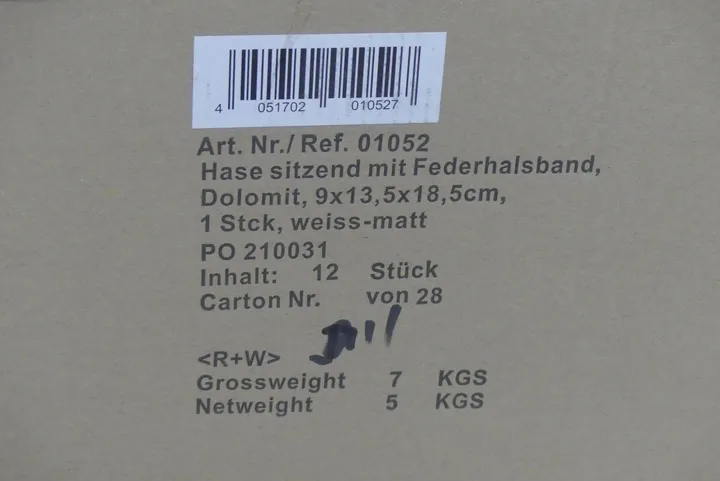 4 051702 010527
Art. Nr./ Ref. 01052
Hase sitzend mit Federhalsband,
Dolomit, 9x13,5x18,5cm,
1 Stck, weiss-matt
PO 210031
Inhalt: 12 Stück
Carton Nr. von 28
<R+W>
Grossweight 7 KGS
Netweight 5 KGS